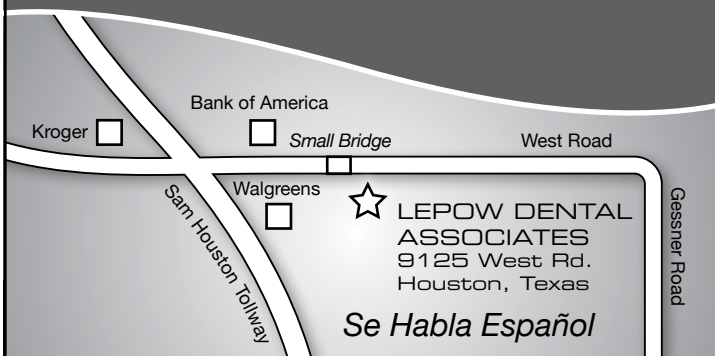 Bank of America
Kroger
Small Bridge
West Road
Walgreens
Sam Houston Tollway
Gessner Road
LEPOW DENTAL
ASSOCIATES
9125 West Rd.
Houston, Texas
Se Habla Español